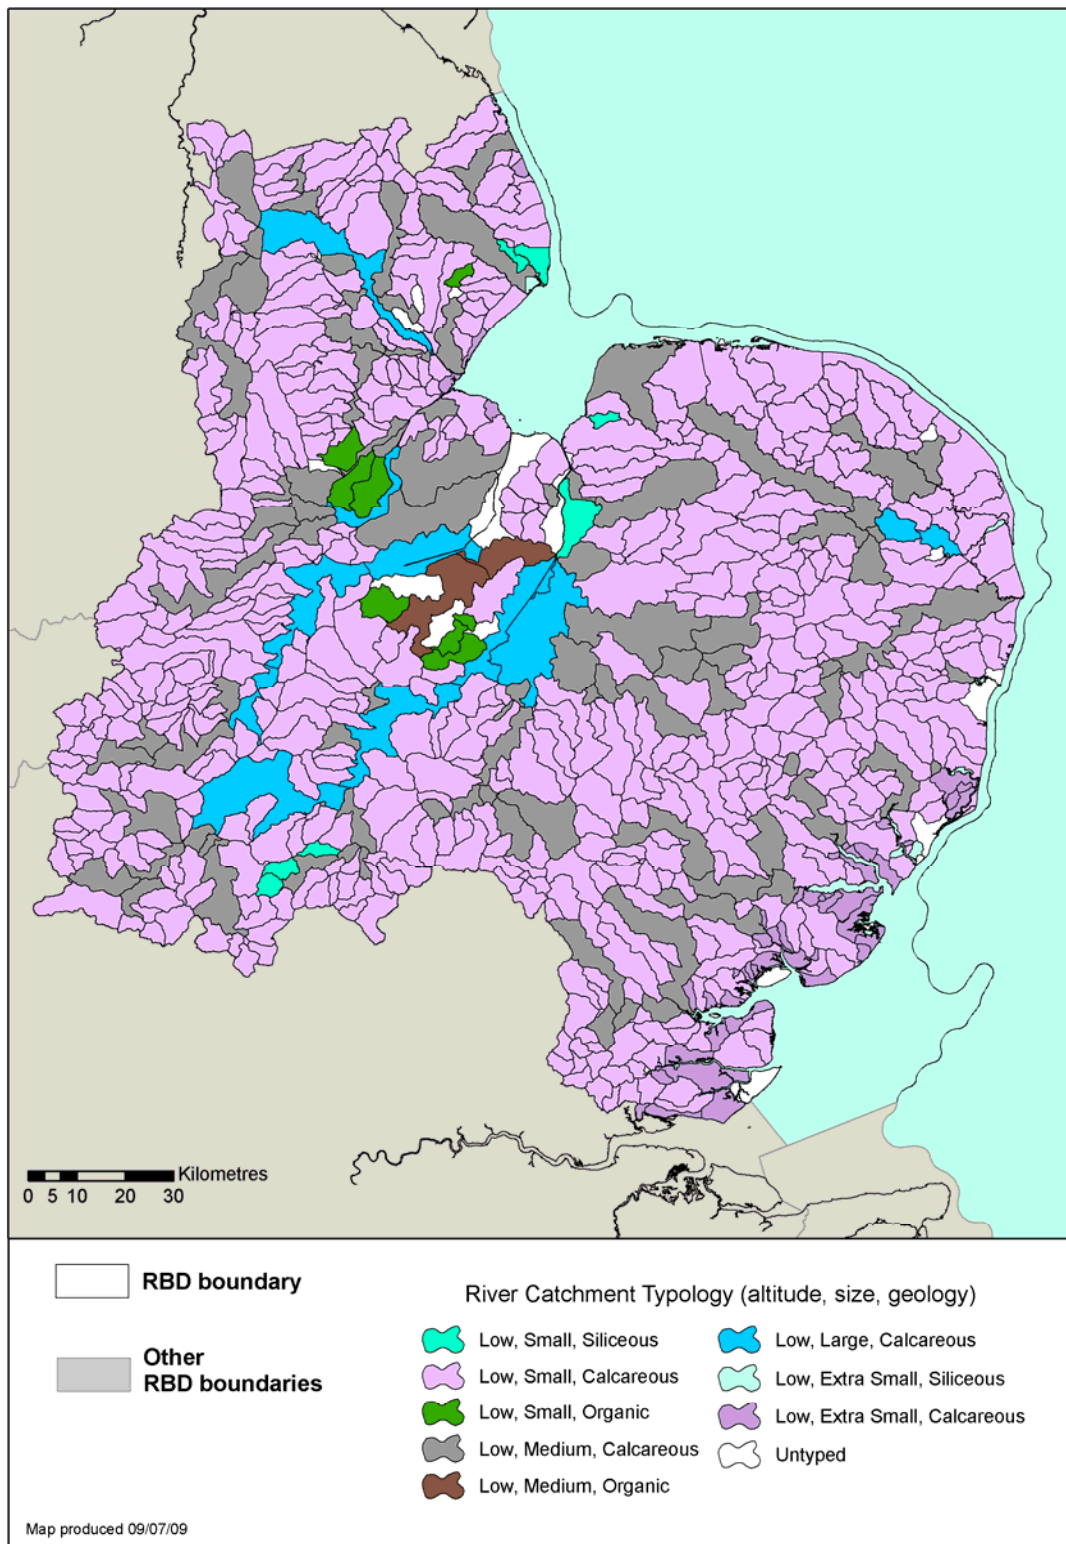 Kilometres
0 5 10 20 30
RBD boundary
Other
RBD boundaries
River Catchment Typology (altitude, size, geology)
Low, Small, Siliceous
Low, Small, Calcareous
Low, Small, Organic
Low, Medium, Calcareous
Low, Medium, Organic
Low, Large, Calcareous
Low, Extra Small, Siliceous
Low, Extra Small, Calcareous
Untyped
Map produced 09/07/09